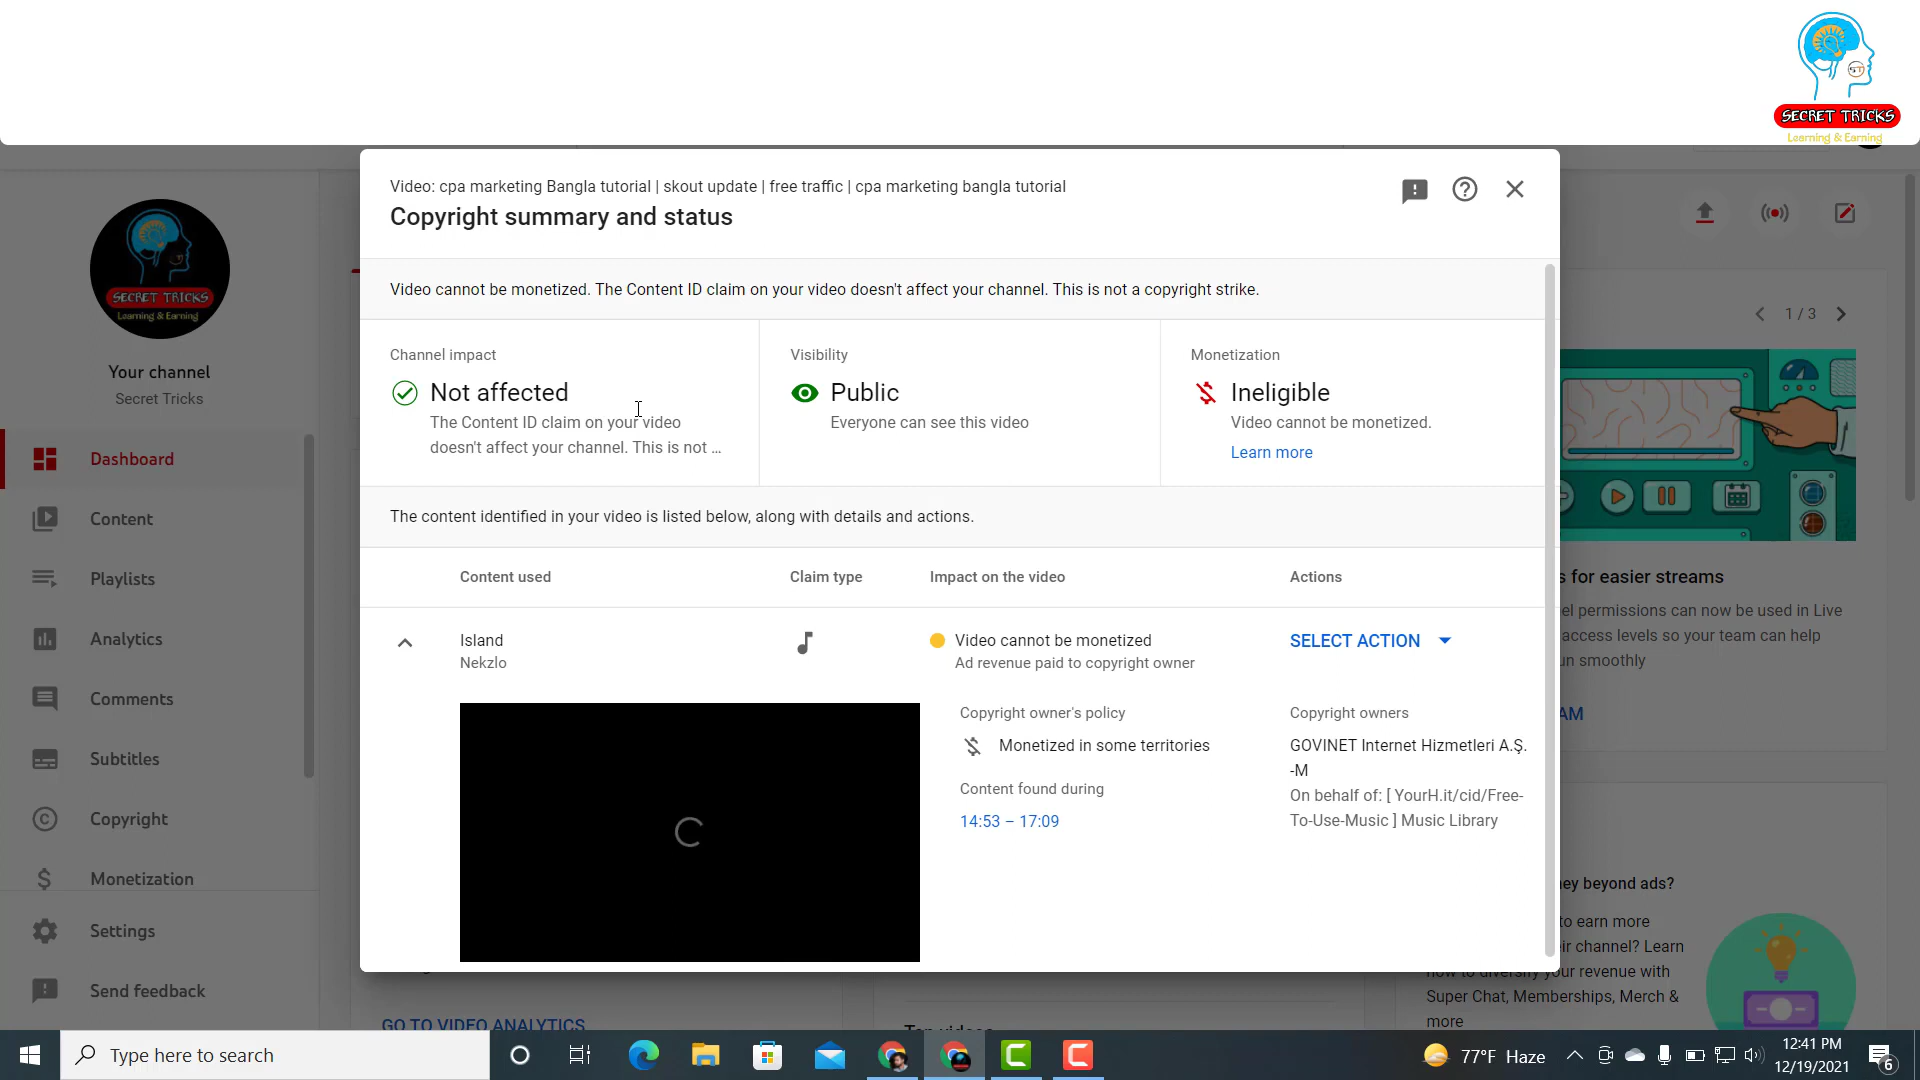 SECRET TRICKS
Learning & Earning
Video: cpa marketing Bangla tutorial | skout update | free traffic | cpa marketing bangla tutorial
Copyright summary and status
Video cannot be monetized. The Content ID claim on your video doesn't affect your channel. This is not a copyright strike.
Channel impact
Not affected
The Content ID claim on your video
doesn't affect your channel. This is not ...
Visibility
Public
Everyone can see this video
Monetization
Ineligible
Video cannot be monetized.
Learn more
The content identified in your video is listed below, along with details and actions.
Content used
Claim type
Impact on the video
Actions
Island
Nekzlo
Video cannot be monetized
Ad revenue paid to copyright owner
SELECT ACTION
Copyright owner's policy
Monetized in some territories
Content found during
14:53 – 17:09
Copyright owners
GOVINET Internet Hizmetleri A.Ş.
-M
On behalf of: [ YourH.it/cid/Free-
To-Use-Music ] Music Library
SECRET TRICKS
Learning & Earning
Your channel
Secret Tricks
Dashboard
Content
Playlists
Analytics
Comments
Subtitles
Copyright
Monetization
Settings
Send feedback
1 / 3
s for easier streams
el permissions can now be used in Live
access levels so your team can help
un smoothly
AM
ey beyond ads?
to earn more
eir channel? Learn
how to diversify your revenue with
Super Chat, Memberships, Merch &
more
GO TO VIDEO ANALYTICS
Top videos
Type here to search
77°F Haze
12:41 PM
12/19/2021
6